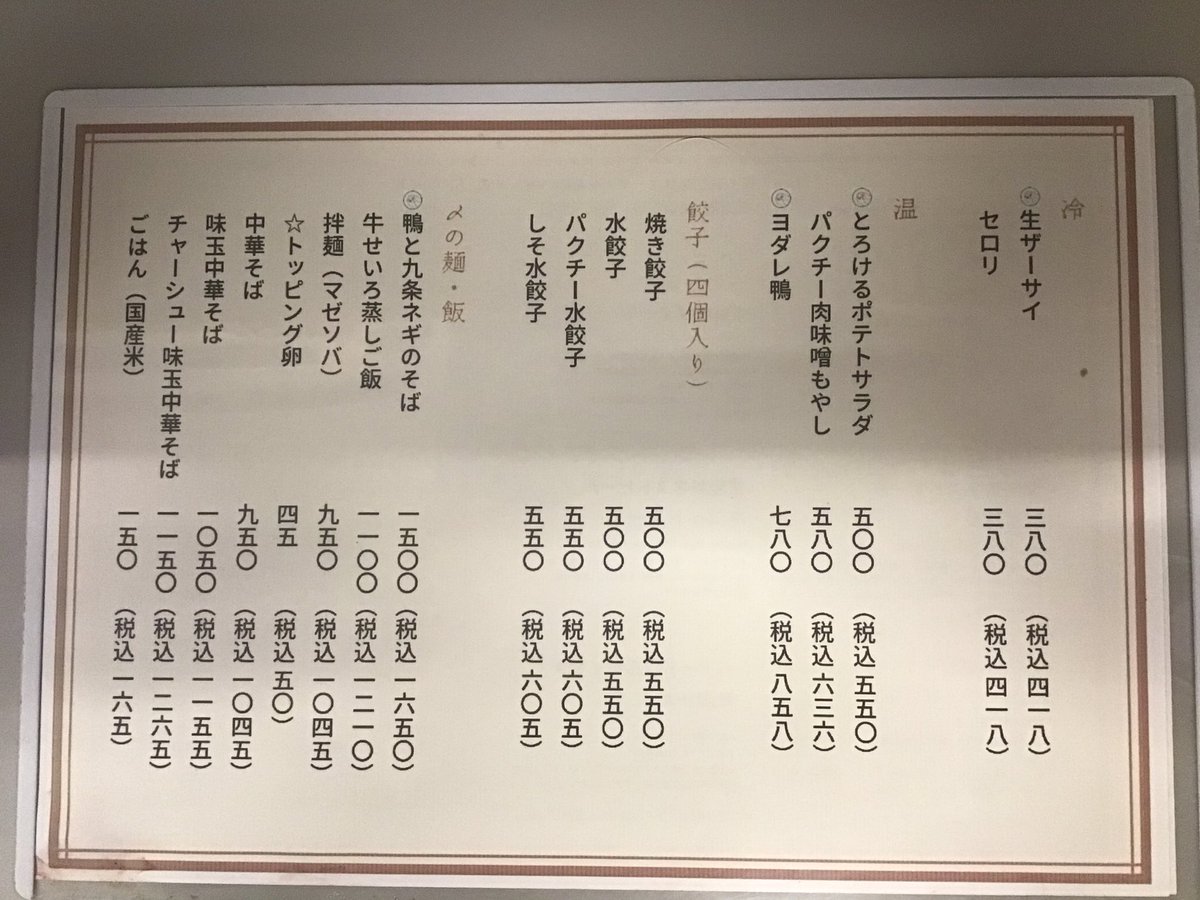 冷
生ザーサイ 三八〇 （税込 四一八）
セロリ 三八〇 （税込 四一八）
温
とろけるポテトサラダ 五〇〇 （税込 五五〇）
パクチー肉味噌もやし 五八〇 （税込 六三六）
ヨダレ鴨 七八〇 （税込 八五八）
餃子（四個入り）
焼き餃子 五〇〇 （税込 五五〇）
水餃子 五〇〇 （税込 五五〇）
パクチー水餃子 五五〇 （税込 六〇五）
しそ水餃子 五五〇 （税込 六〇五）
〆の麺・飯
鴨と九条ネギのそば 一五〇〇 （税込 一六五〇）
牛せいろ蒸しご飯 一一〇〇 （税込 一二一〇）
拌麺（マゼソバ） 九五〇 （税込 一〇四五）
☆トッピング卵 四五 （税込 五〇）
中華そば 九五〇 （税込 一〇四五）
味玉中華そば 一〇五〇 （税込 一一五五）
チャーシュー味玉中華そば 一一五〇 （税込 一二六五）
ごはん（国産米） 一五〇 （税込 一六五）